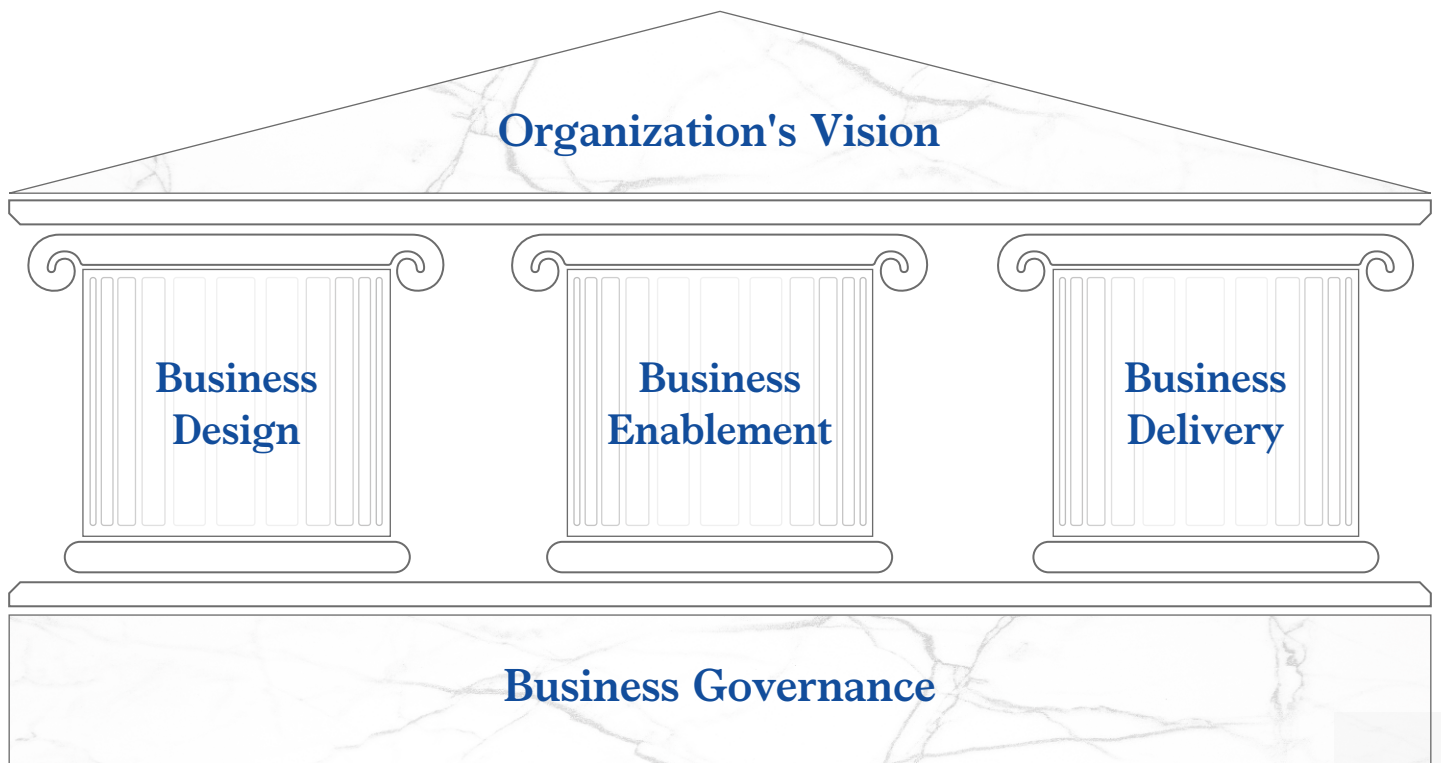 Organization's Vision
Business
Design
Business
Enablement
Business
Delivery
Business Governance